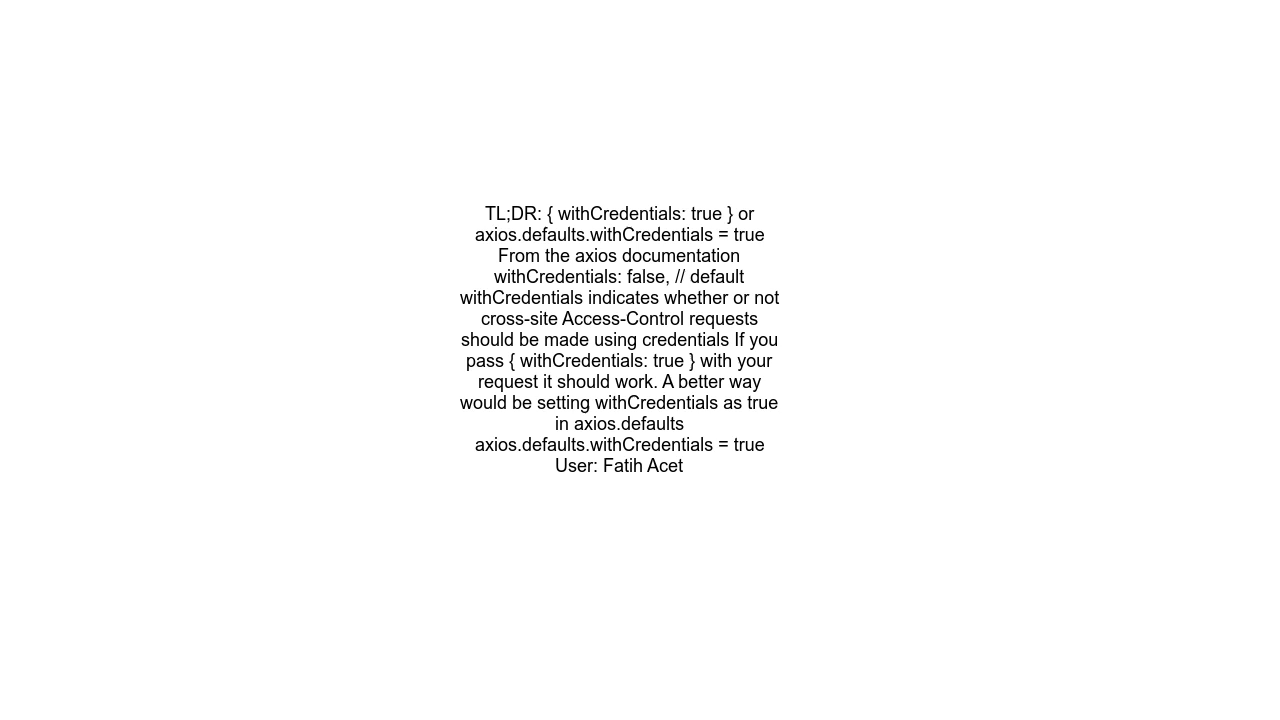 TL;DR: { withCredentials: true } or
axios.defaults.withCredentials = true
From the axios documentation
withCredentials: false, // default
withCredentials indicates whether or not
cross-site Access-Control requests
should be made using credentials If you
pass { withCredentials: true } with your
request it should work. A better way
would be setting withCredentials as true
in axios.defaults
axios.defaults.withCredentials = true
User: Fatih Acet